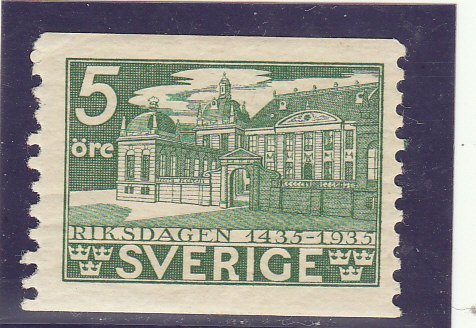 5
öre
RIKSDAGEN 1435-1935
SVERIGE